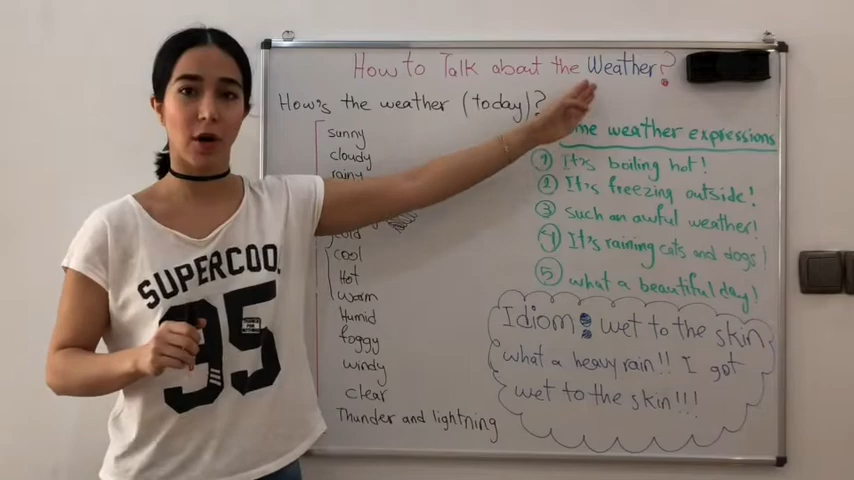 How to Talk about the Weather?
How's the weather (today)?
sunny
cloudy
rainy
cold
cool
Hot
warm
Humid
foggy
windy
clear
Thunder and lightning
weather expressions
1 It's boiling hot!
2 It's freezing outside!
3 such an awful weather!
4 It's raining cats and dogs!
5 what a beautiful day!
Idiom: wet to the skin
what a heavy rain!! I got
wet to the skin!!!
SUPERCOOL
95